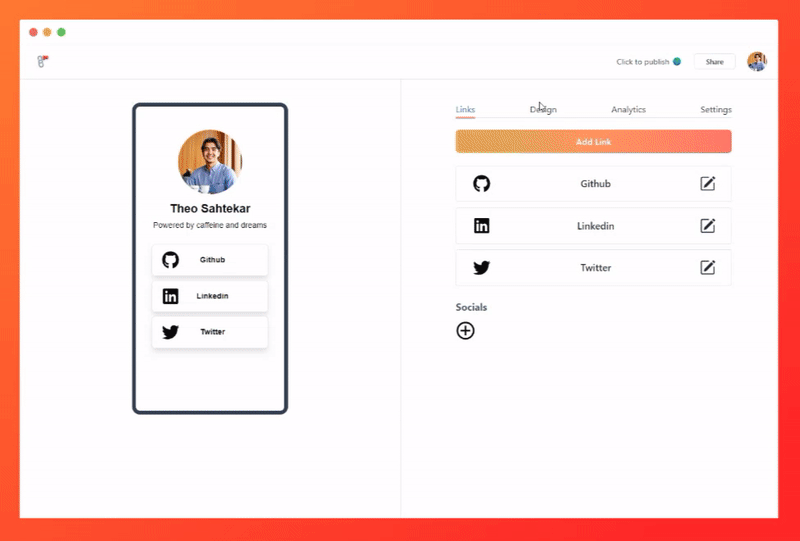 Click to publish
Share
Theo Sahtekar
Powered by caffeine and dreams
Github
Linkedin
Twitter
Links Design Analytics Settings
Add Link
Github
Linkedin
Twitter
Socials